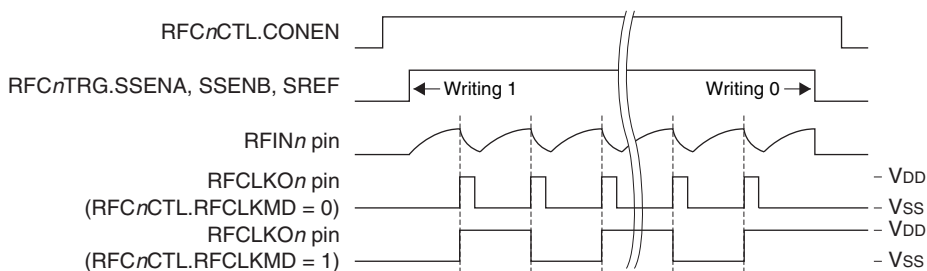 RFCnCTL.CONEN
RFCnTRG.SSENA, SSENB, SREF
Writing 1
Writing 0
RFINn pin
RFCLKOn pin
(RFCnCTL.RFCLKMD = 0)
VDD
VSS
RFCLKOn pin
(RFCnCTL.RFCLKMD = 1)
VDD
VSS